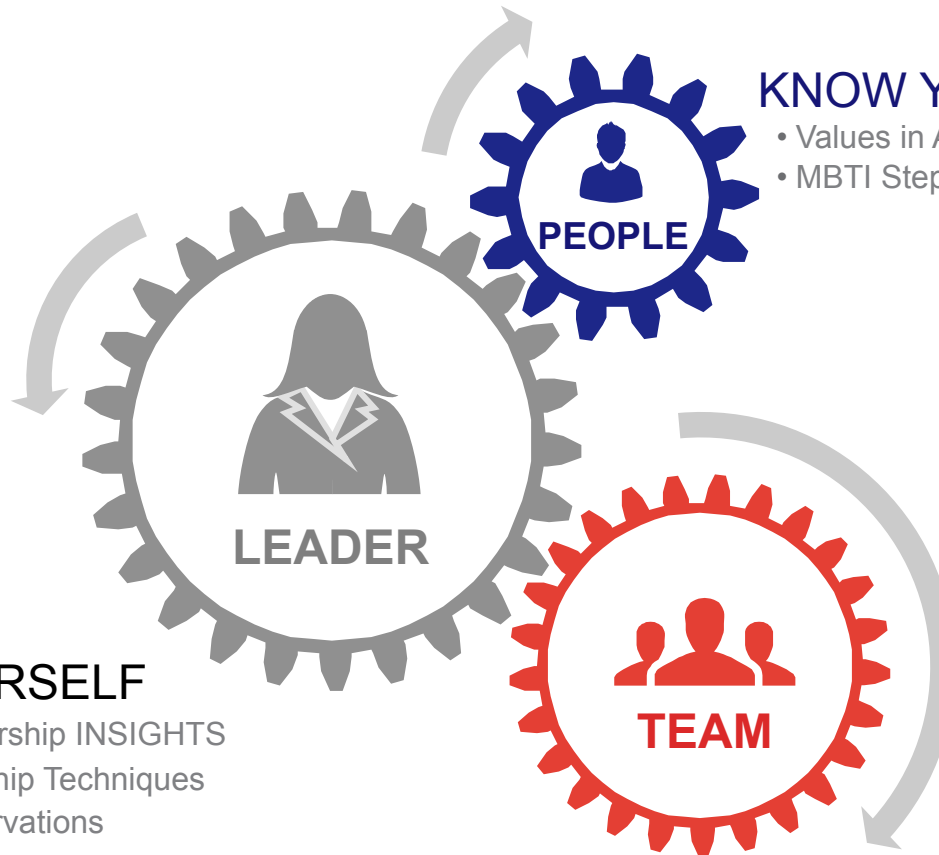 KNOW Y
• Values in A
• MBTI Step
PEOPLE
LEADER
RSELF
rship INSIGHTS
hip Techniques
rvations
TEAM